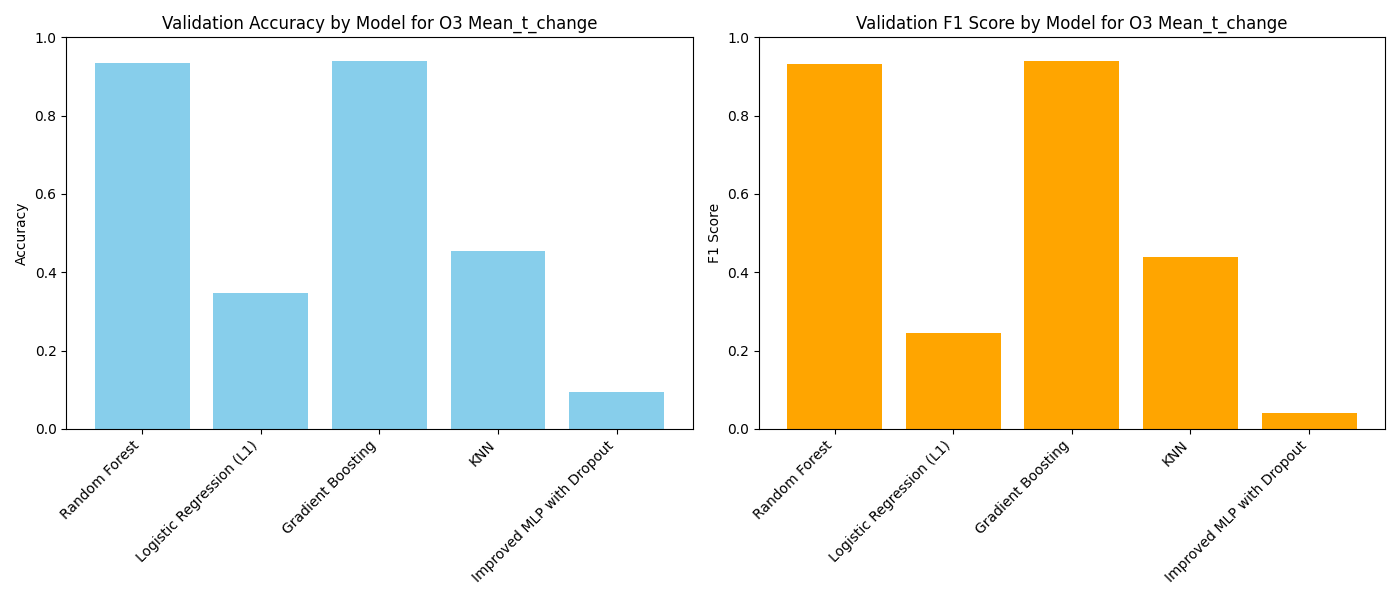 Validation Accuracy by Model for O3 Mean_t_change
1.0
0.8
0.6
0.4
0.2
0.0
Accuracy
Random Forest
Logistic Regression (L1)
Gradient Boosting
KNN
Improved MLP with Dropout
Validation F1 Score by Model for O3 Mean_t_change
1.0
0.8
0.6
0.4
0.2
0.0
F1 Score
Random Forest
Logistic Regression (L1)
Gradient Boosting
KNN
Improved MLP with Dropout